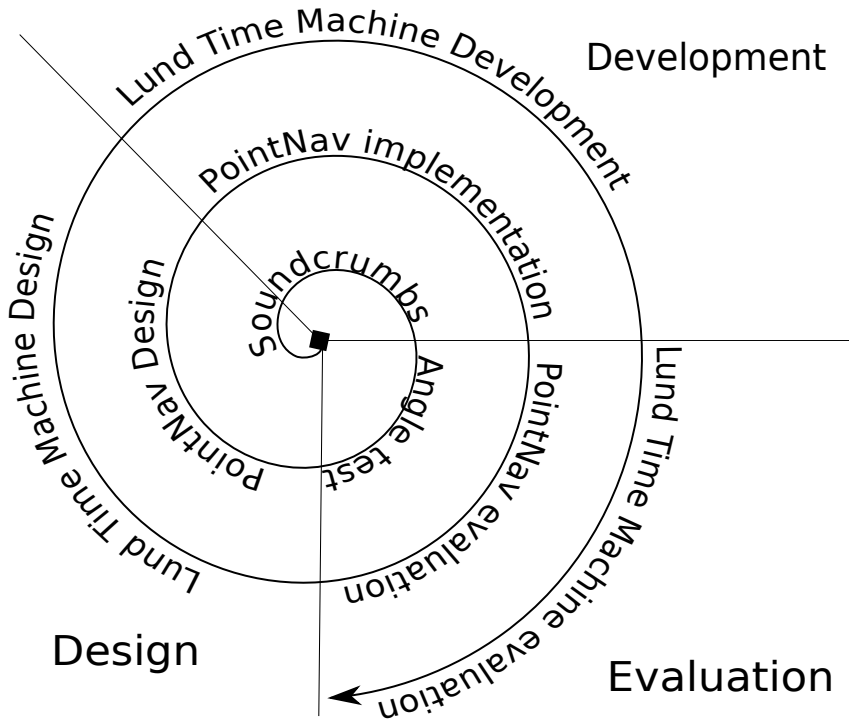 Lund Time Machine Development
Development
PointNav implementation
Soundcrumbs
Angle test
PointNav Design
PointNav evaluation
Lund Time Machine Design
Lund Time Machine evaluation
Design
Evaluation